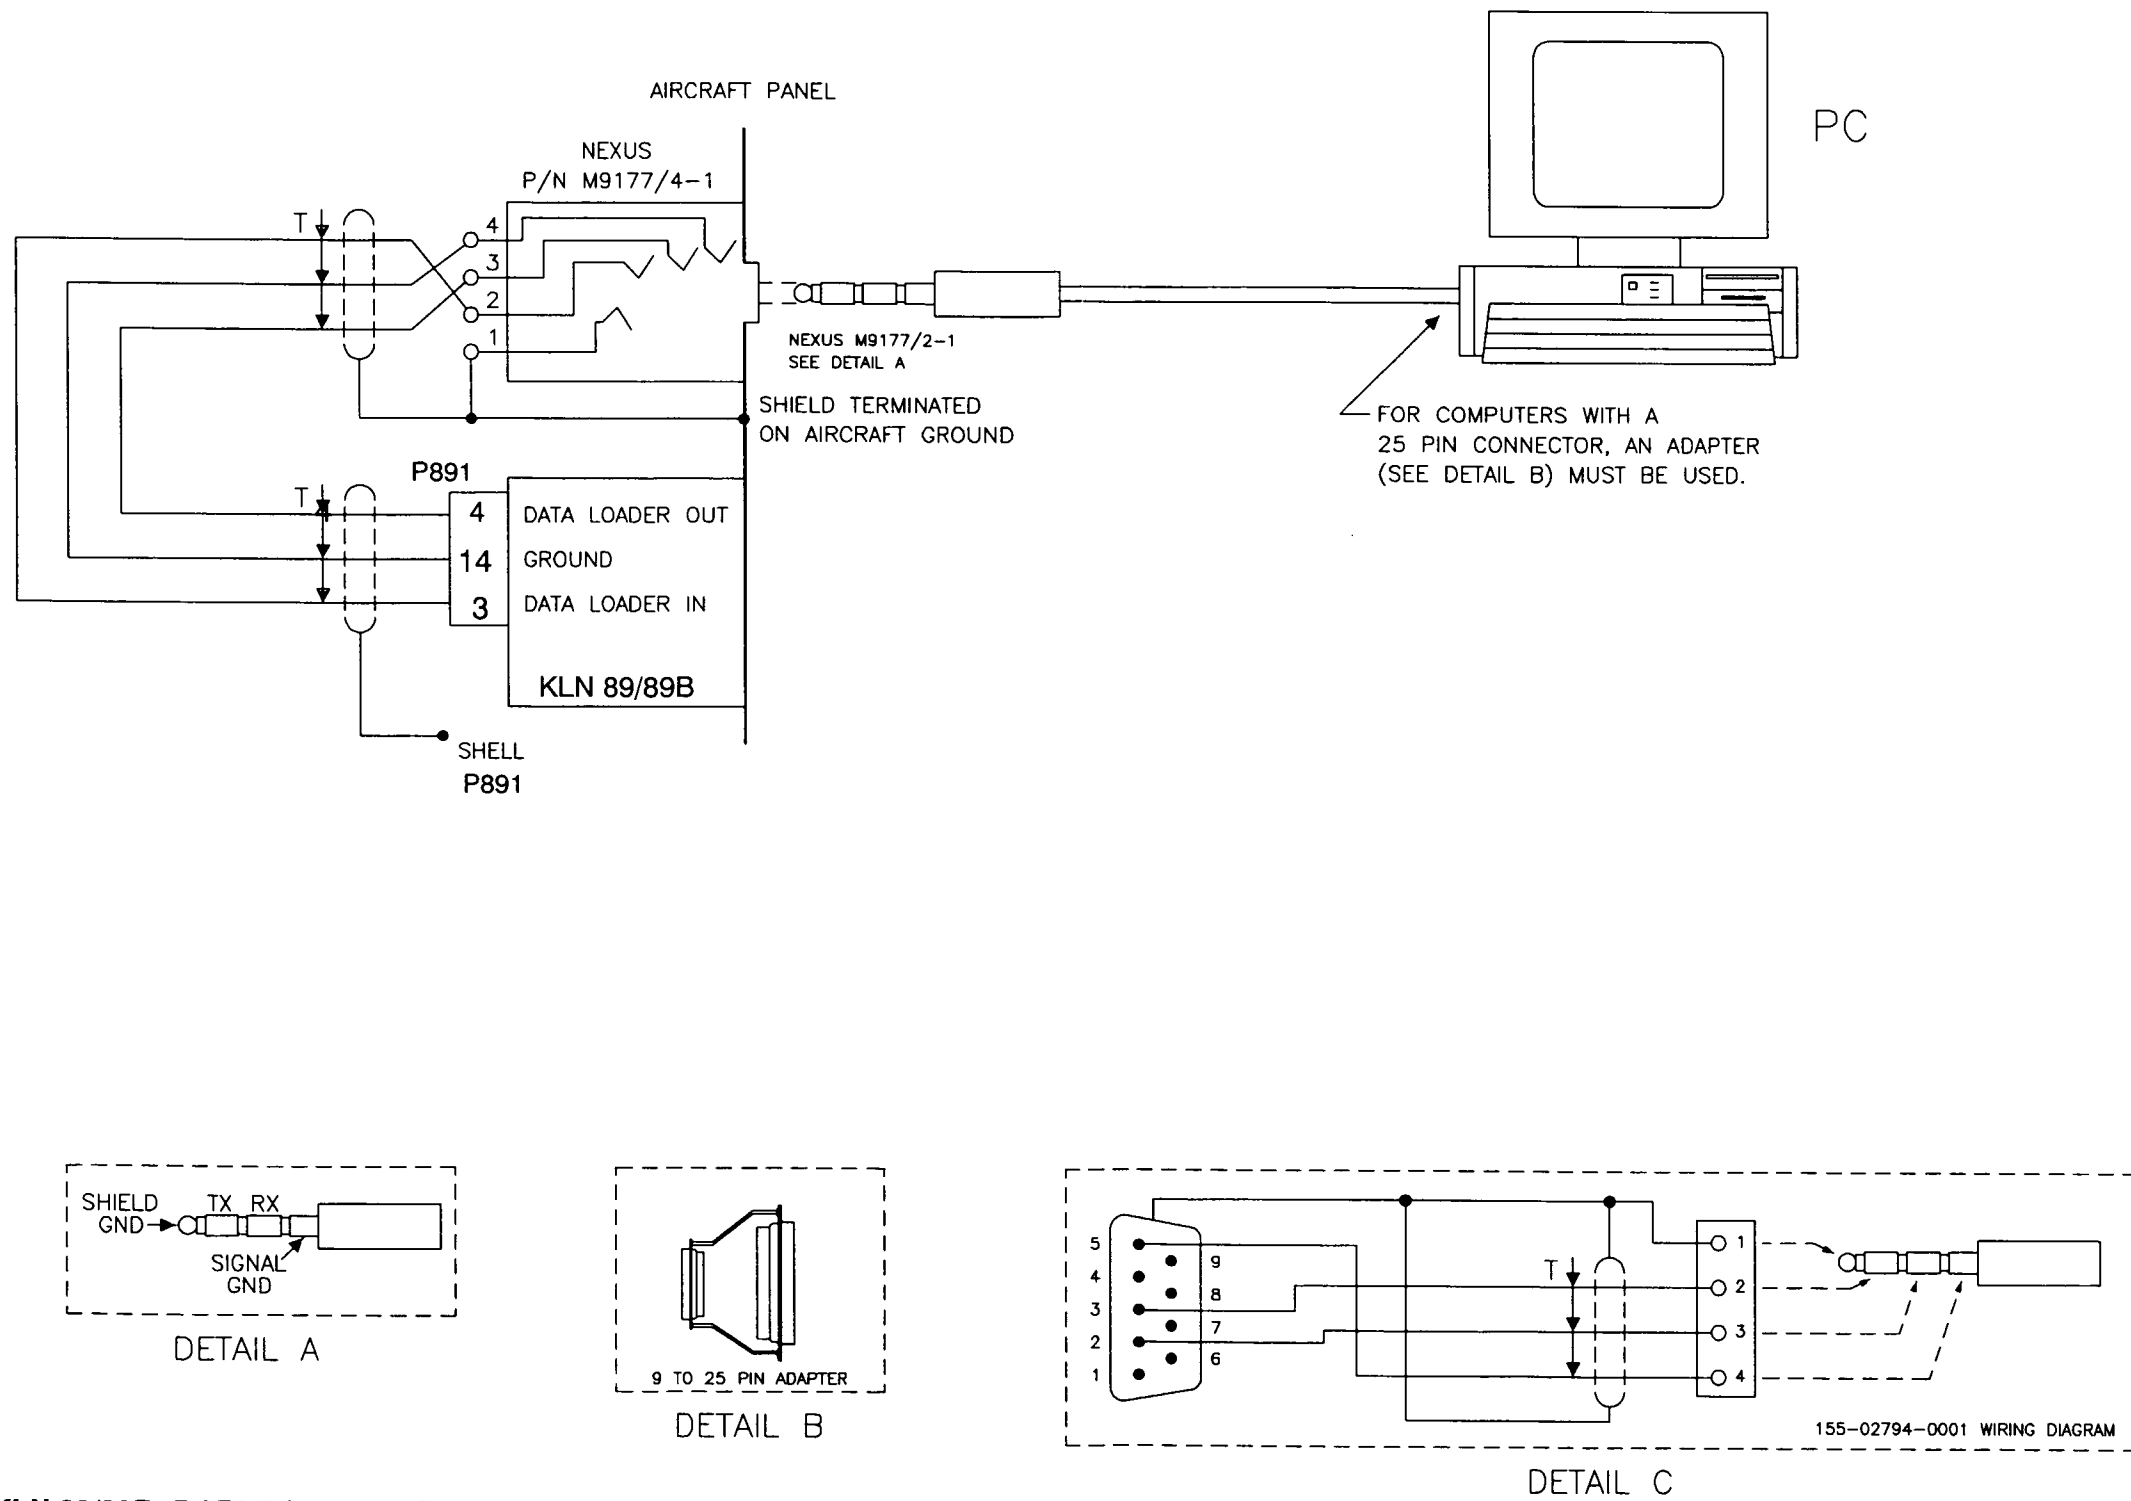 AIRCRAFT PANEL
NEXUS
P/N M9177/4-1
PC
T
4
3
2
1
NEXUS M9177/2-1
SEE DETAIL A
SHIELD TERMINATED
ON AIRCRAFT GROUND
FOR COMPUTERS WITH A
25 PIN CONNECTOR, AN ADAPTER
(SEE DETAIL B) MUST BE USED.
P891
T
4 DATA LOADER OUT
14 GROUND
3 DATA LOADER IN
KLN 89/89B
SHELL
P891
SHIELD
GND
TX RX
SIGNAL
GND
DETAIL A
9 TO 25 PIN ADAPTER
DETAIL B
5
4
3
2
1
9
8
7
6
T
1
2
3
4
155-02794-0001 WIRING DIAGRAM
DETAIL C